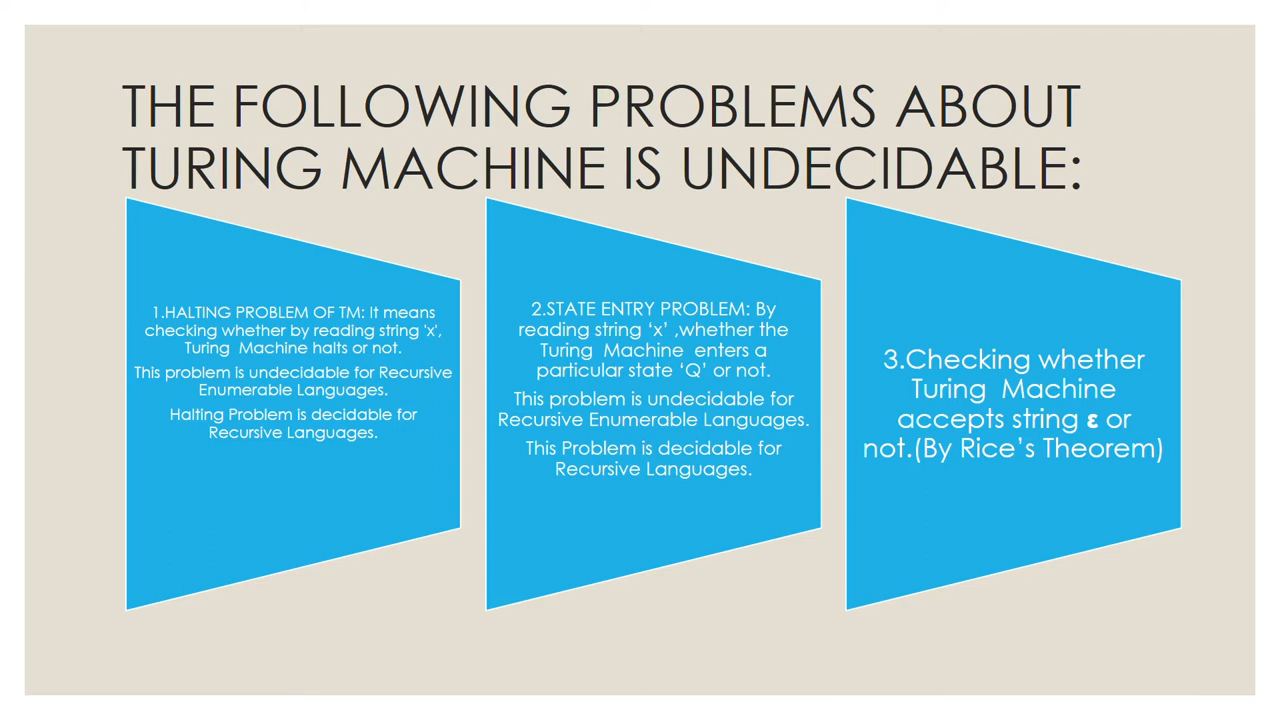 THE FOLLOWING PROBLEMS ABOUT
TURING MACHINE IS UNDECIDABLE:
1.HALTING PROBLEM OF TM: It means
checking whether by reading string 'x',
Turing  Machine halts or not.
This problem is undecidable for Recursive
Enumerable Languages.
Halting Problem is decidable for
Recursive Languages.
2.STATE ENTRY PROBLEM: By
reading string ‘x’ ,whether the
Turing  Machine  enters a
particular state ‘Q’ or not.
This problem is undecidable for
Recursive Enumerable Languages.
This Problem is decidable for
Recursive Languages.
3.Checking whether
Turing  Machine
accepts string ε or
not.(By Rice’s Theorem)